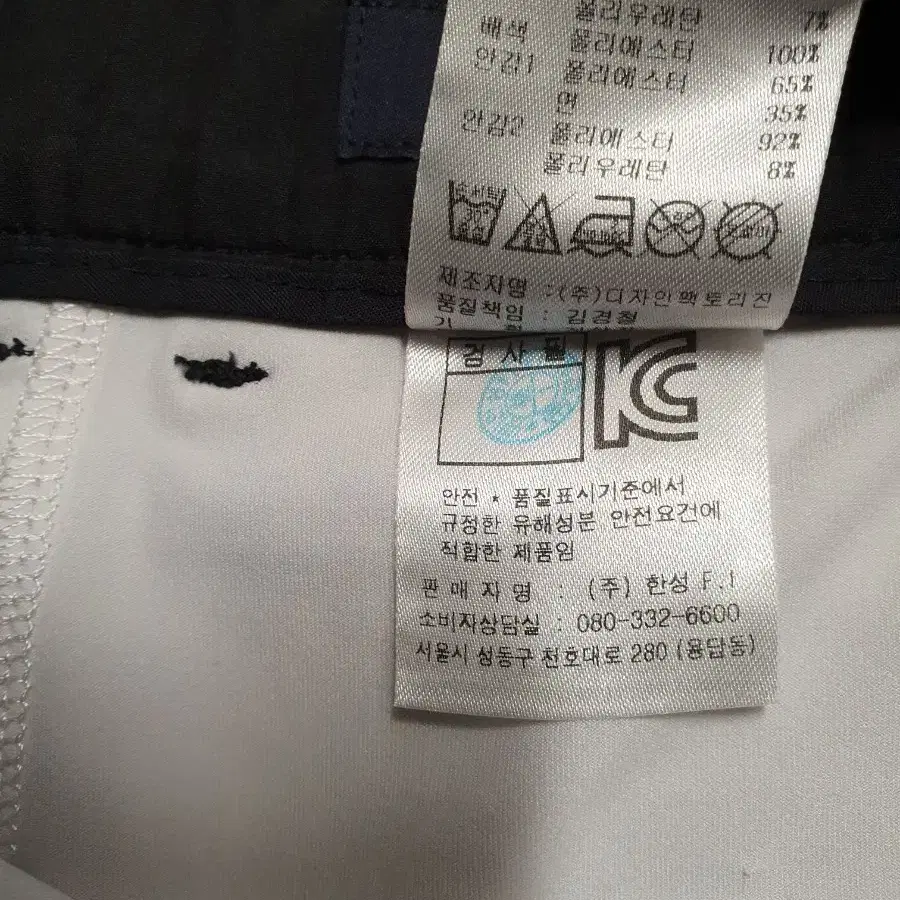 폴리우레탄 7%
배색 폴리에스터 100%
안감1 폴리에스터 65%
면 35%
안감2 폴리에스터 92%
폴리우레탄 8%
제조자명 :(주)디자인팩토리진
품질책임 : 김경철
검사필
안전 * 품질표시기준에서
규정한 유해성분 안전요건에
적합한 제품임
판매자명 : (주) 한성 F.I
소비자상담실 : 080-332-6600
서울시 성동구 천호대로 280 (용답동)